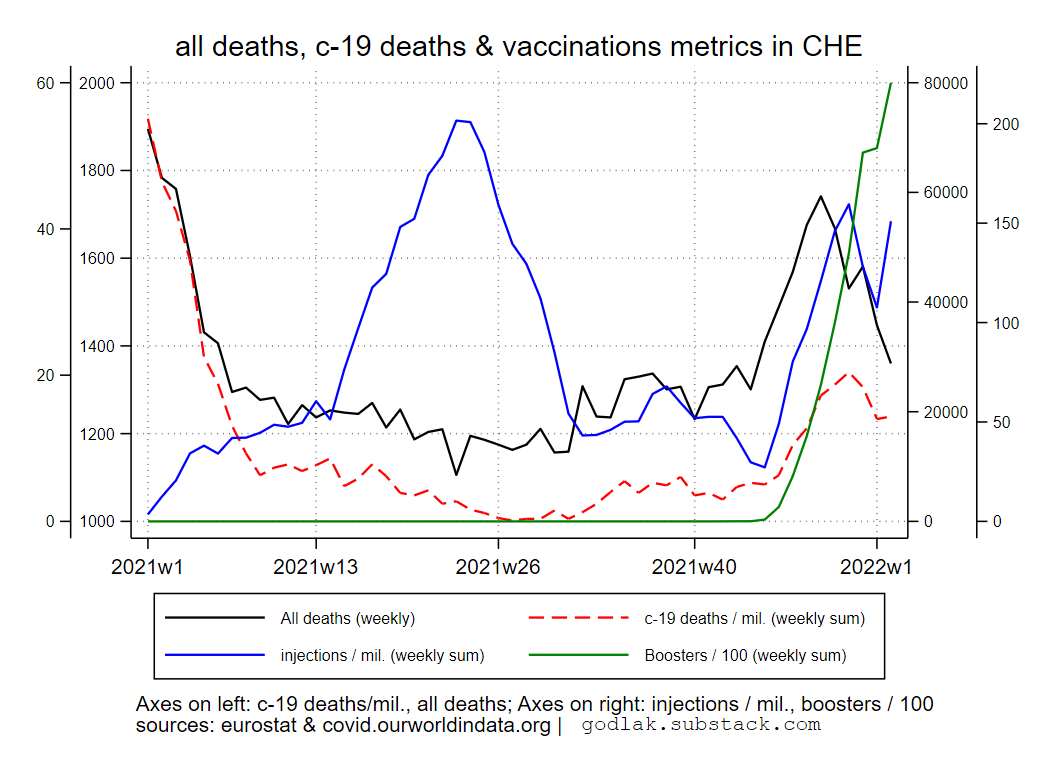 all deaths, c-19 deaths & vaccinations metrics in CHE
60 2000 80000
200
1800
60000
40 150
1600
40000
100
20 1400
20000
1200 50
0 1000 0 0
2021w1 2021w13 2021w26 2021w40 2022w1
All deaths (weekly) c-19 deaths / mil. (weekly sum)
injections / mil. (weekly sum) Boosters / 100 (weekly sum)
Axes on left: c-19 deaths/mil., all deaths; Axes on right: injections / mil., boosters / 100
sources: eurostat & covid.ourworldindata.org | godlak.substack.com